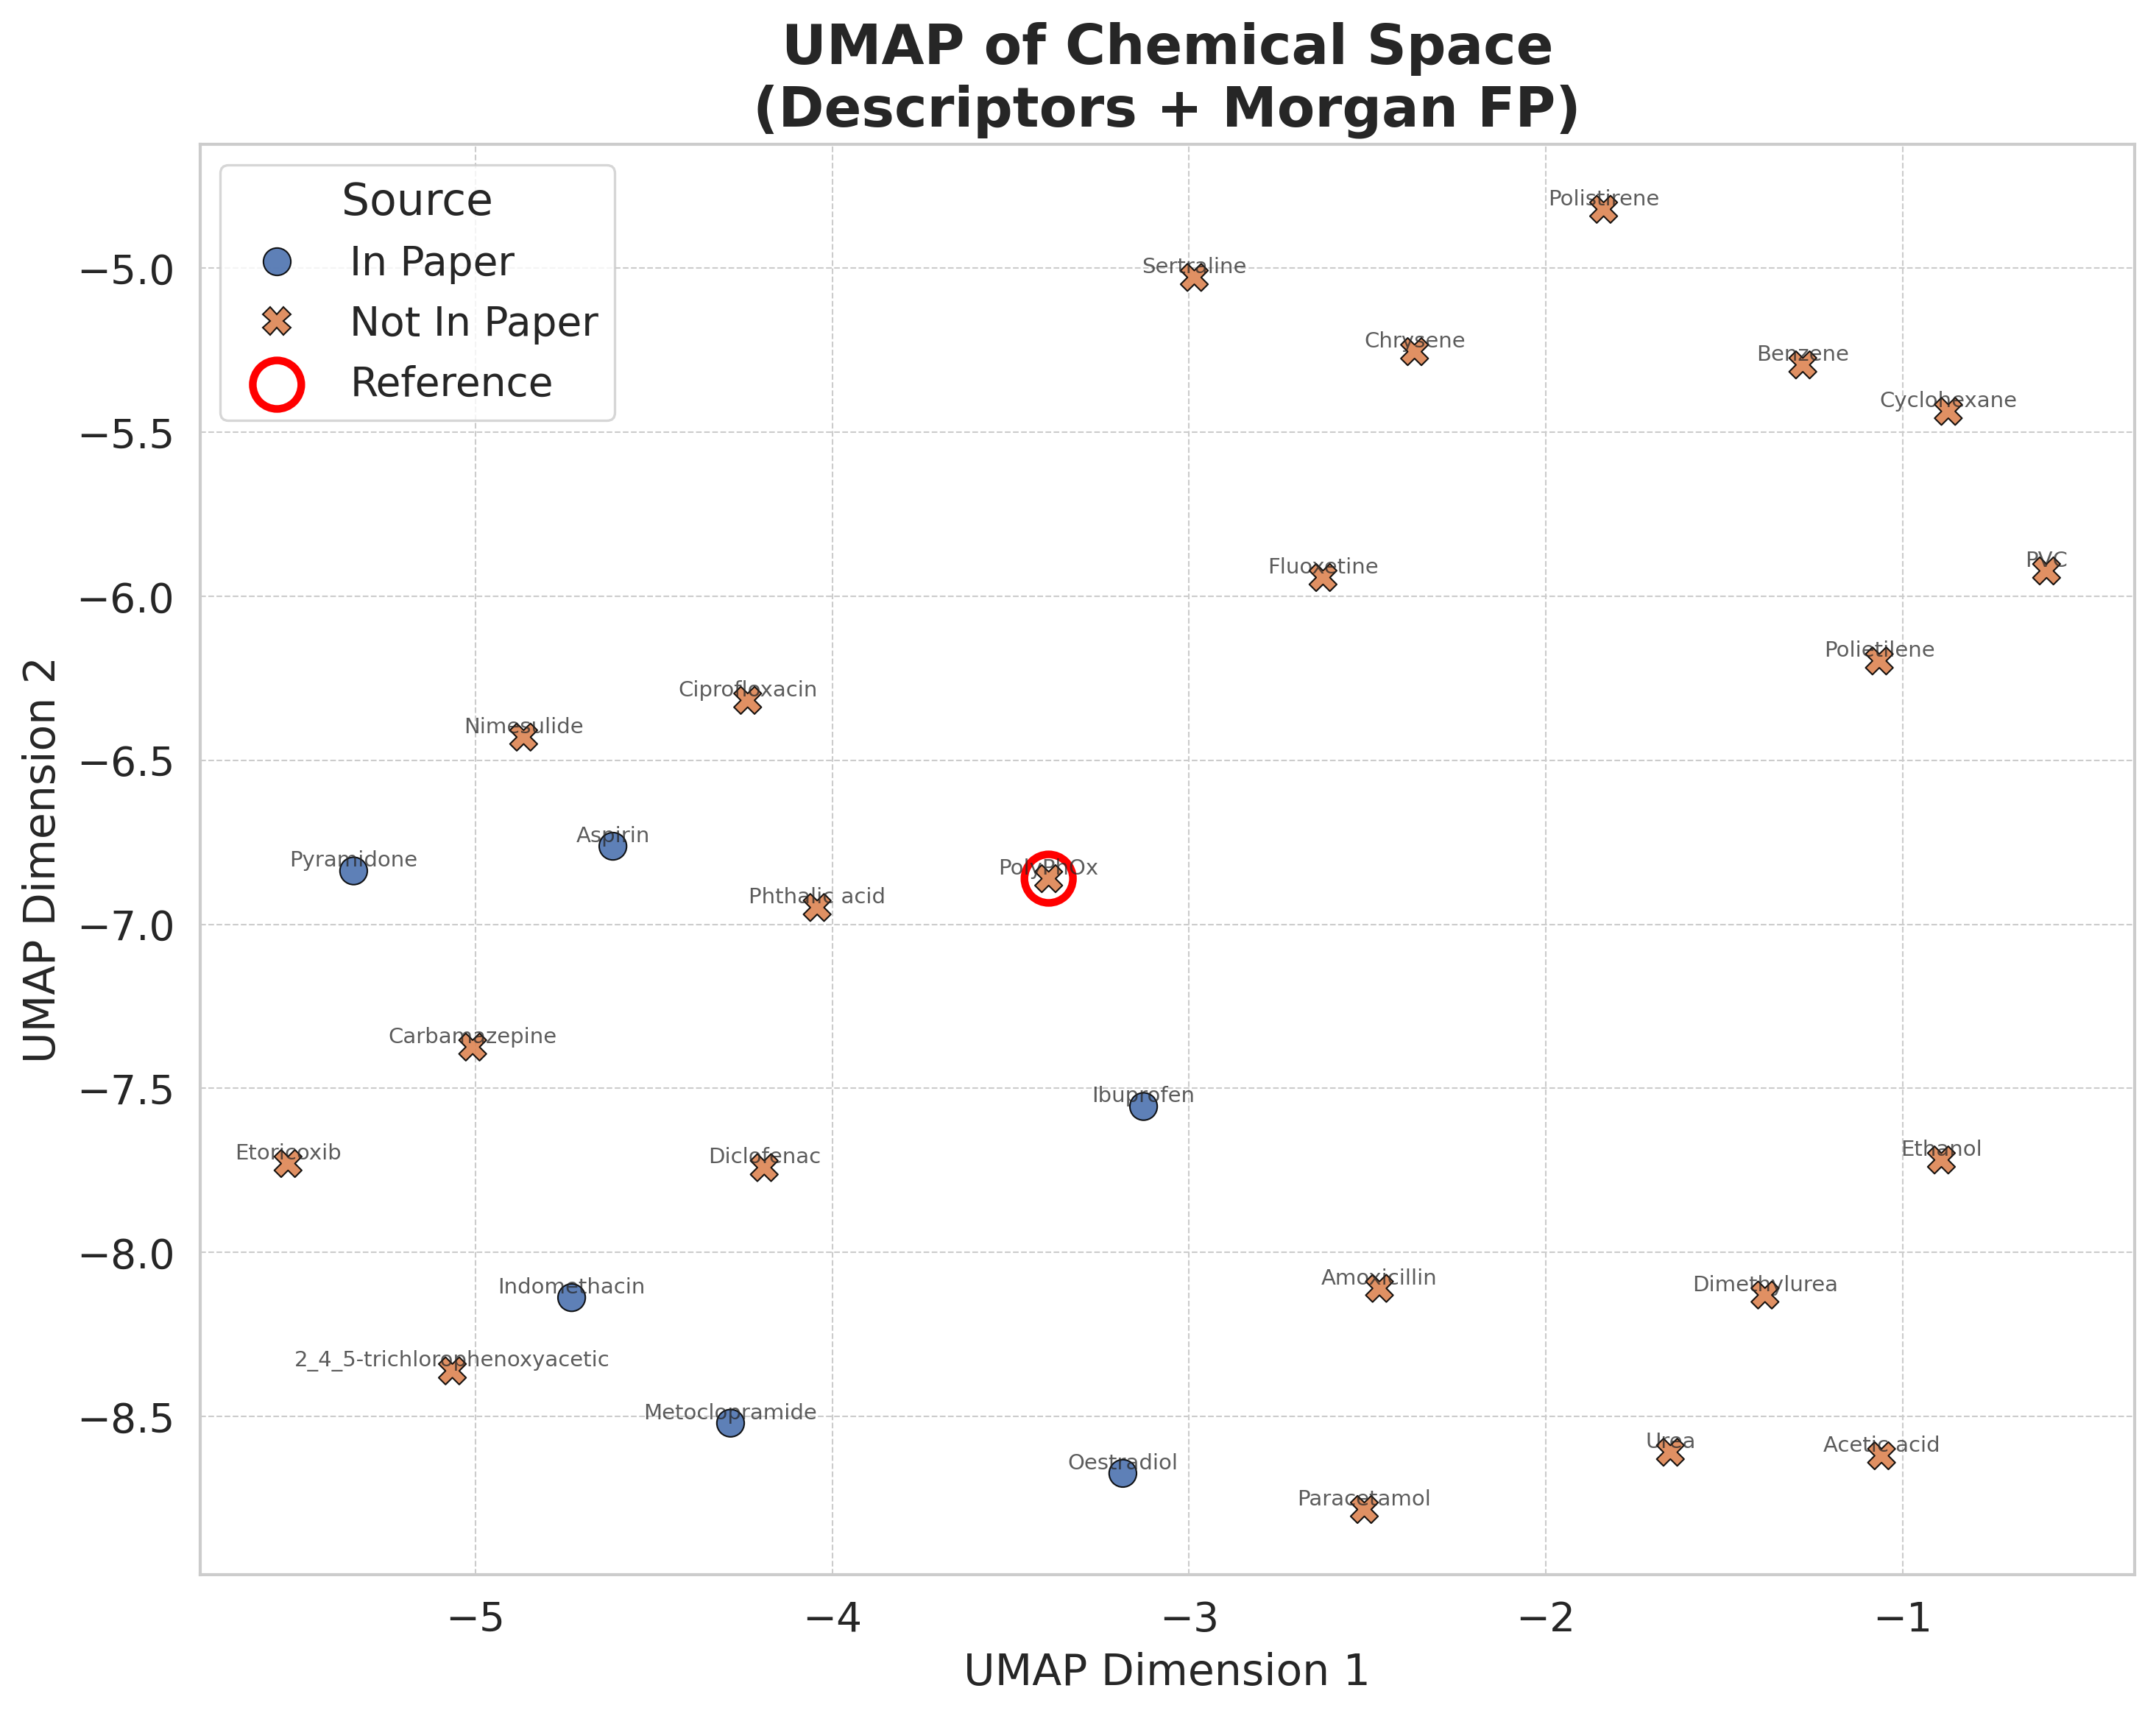 UMAP of Chemical Space
(Descriptors + Morgan FP)
Source
In Paper
Not In Paper
Reference
Polistirene
Sertraline
Chrysene
Benzene
Cyclohexane
Fluoxetine
PVC
Polietilene
Ciprofloxacin
Nimesulide
Aspirin
Pyramidone
PolyPhOx
Phthalic acid
Carbamazepine
Ibuprofen
Etoricoxib
Diclofenac
Ethanol
Indomethacin
Amoxicillin
Dimethylurea
2_4_5-trichlorophenoxyacetic
Metoclopramide
Oestradiol
Urea
Acetic acid
Paracetamol
−5.0
−5.5
−6.0
−6.5
−7.0
−7.5
−8.0
−8.5
UMAP Dimension 2
−5
−4
−3
−2
−1
UMAP Dimension 1